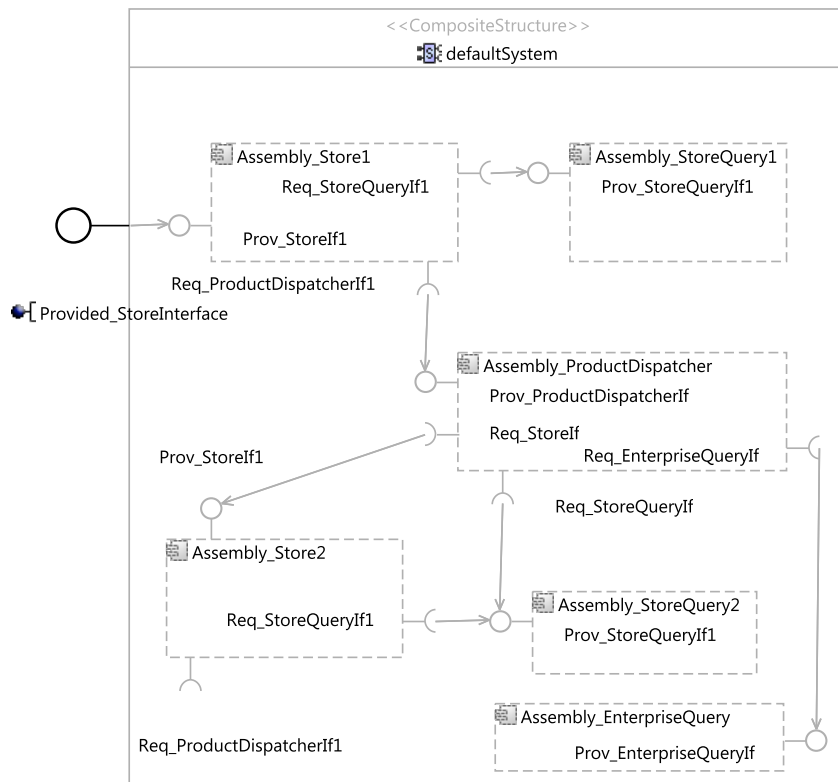 <<CompositeStructure>>
defaultSystem
Assembly_Store1
Req_StoreQueryIf1
Prov_StoreIf1
Assembly_StoreQuery1
Prov_StoreQueryIf1
Req_ProductDispatcherIf1
Provided_StoreInterface
Assembly_ProductDispatcher
Prov_ProductDispatcherIf
Req_StoreIf
Req_EnterpriseQueryIf
Prov_StoreIf1
Req_StoreQueryIf
Assembly_Store2
Req_StoreQueryIf1
Assembly_StoreQuery2
Prov_StoreQueryIf1
Req_ProductDispatcherIf1
Assembly_EnterpriseQuery
Prov_EnterpriseQueryIf